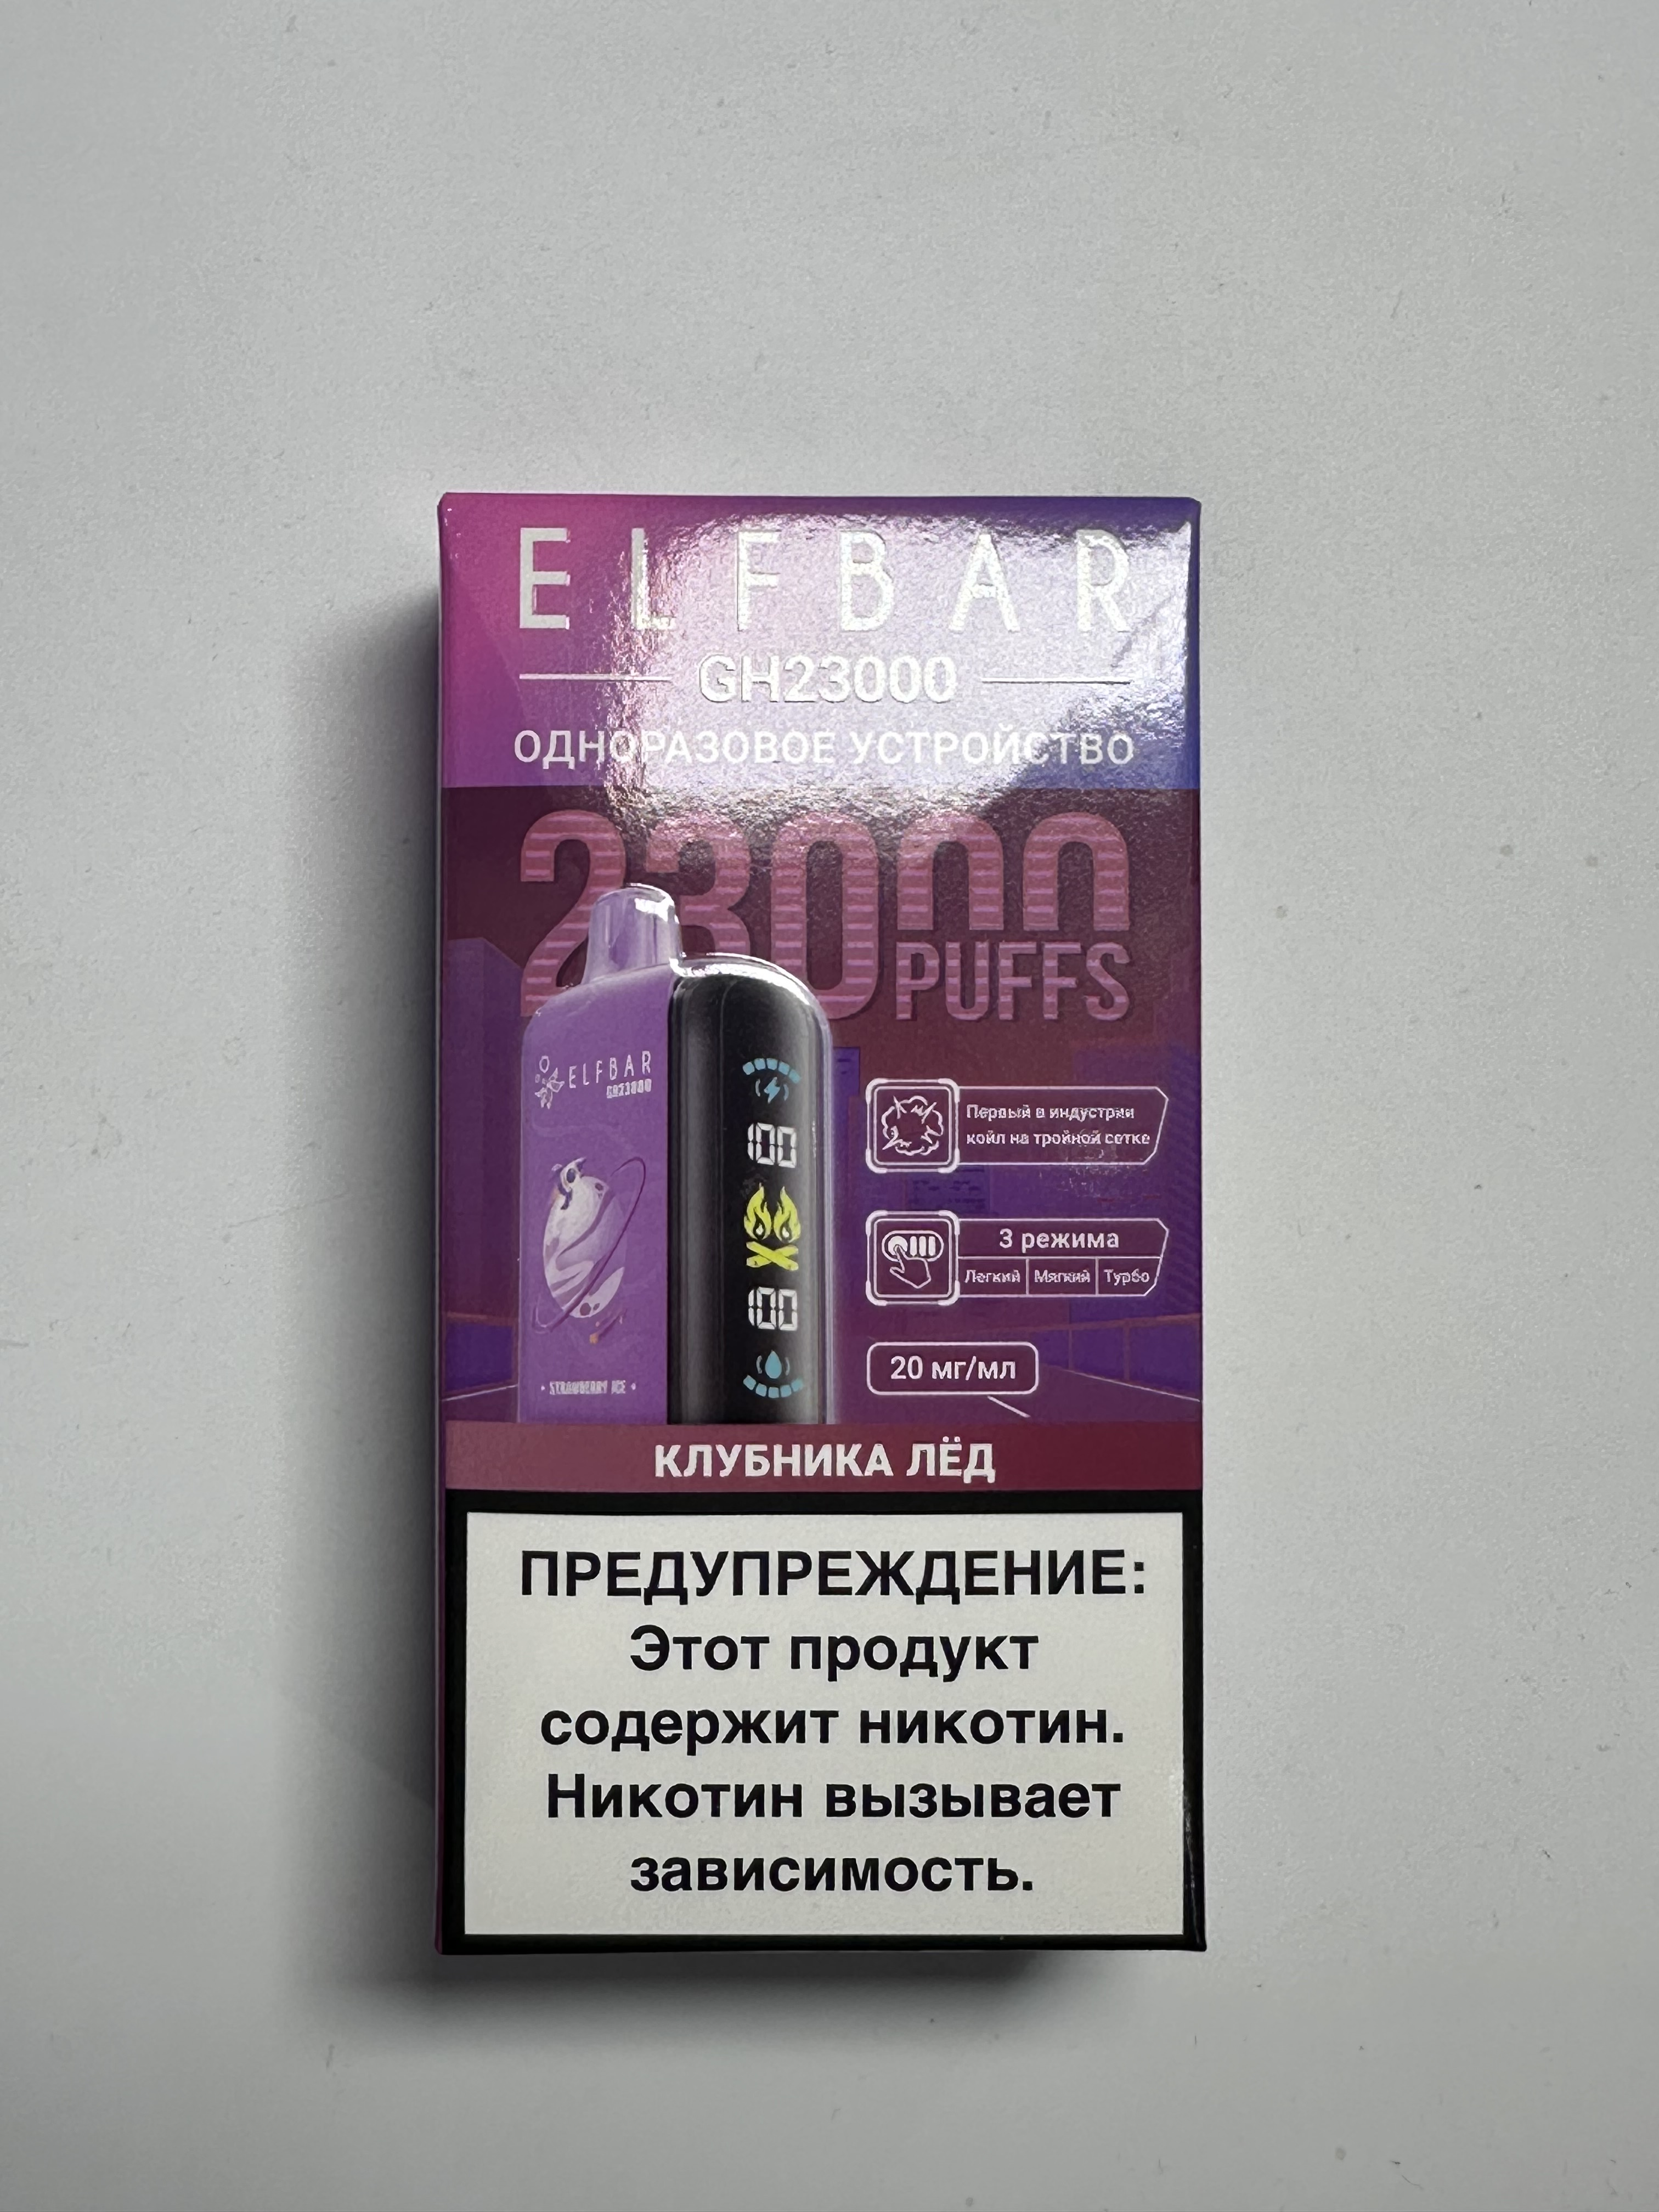 ELFBAR
GH23000
ОДНОРАЗОВОЕ УСТРОЙСТВО
23000
PUFFS
ELFBAR
GH23000
100
100
STRAWBERRY ICE
Первый в индустрии
койл на тройной сетке
3 режима
Легкий Мягкий Турбо
20 мг/мл
КЛУБНИКА ЛЁД
ПРЕДУПРЕЖДЕНИЕ:
Этот продукт
содержит никотин.
Никотин вызывает
зависимость.